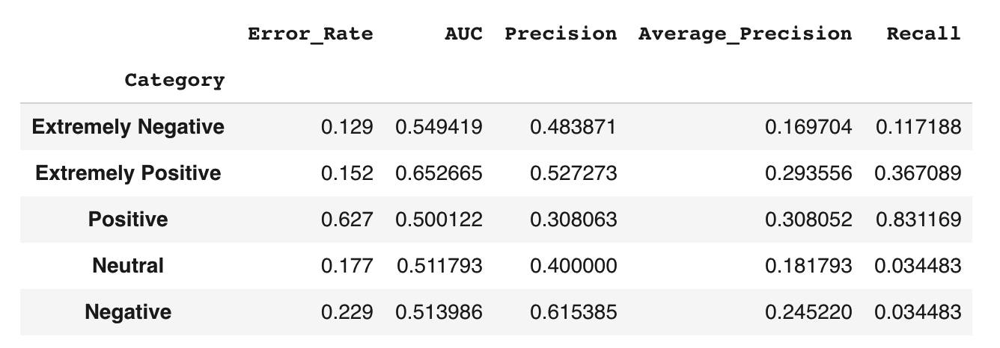 Error_Rate AUC Precision Average_Precision Recall
Category
Extremely Negative 0.129 0.549419 0.483871 0.169704 0.117188
Extremely Positive 0.152 0.652665 0.527273 0.293556 0.367089
Positive 0.627 0.500122 0.308063 0.308052 0.831169
Neutral 0.177 0.511793 0.400000 0.181793 0.034483
Negative 0.229 0.513986 0.615385 0.245220 0.034483